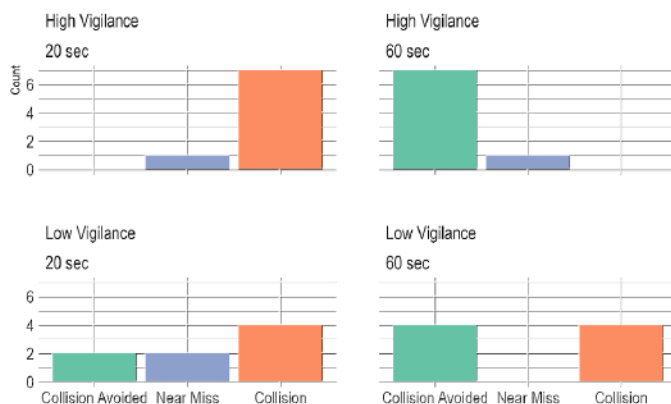 High Vigilance
20 sec
High Vigilance
60 sec
Count
6
4
2
0
Low Vigilance
20 sec
Low Vigilance
60 sec
6
4
2
0
Collision Avoided Near Miss Collision
Collision Avoided Near Miss Collision